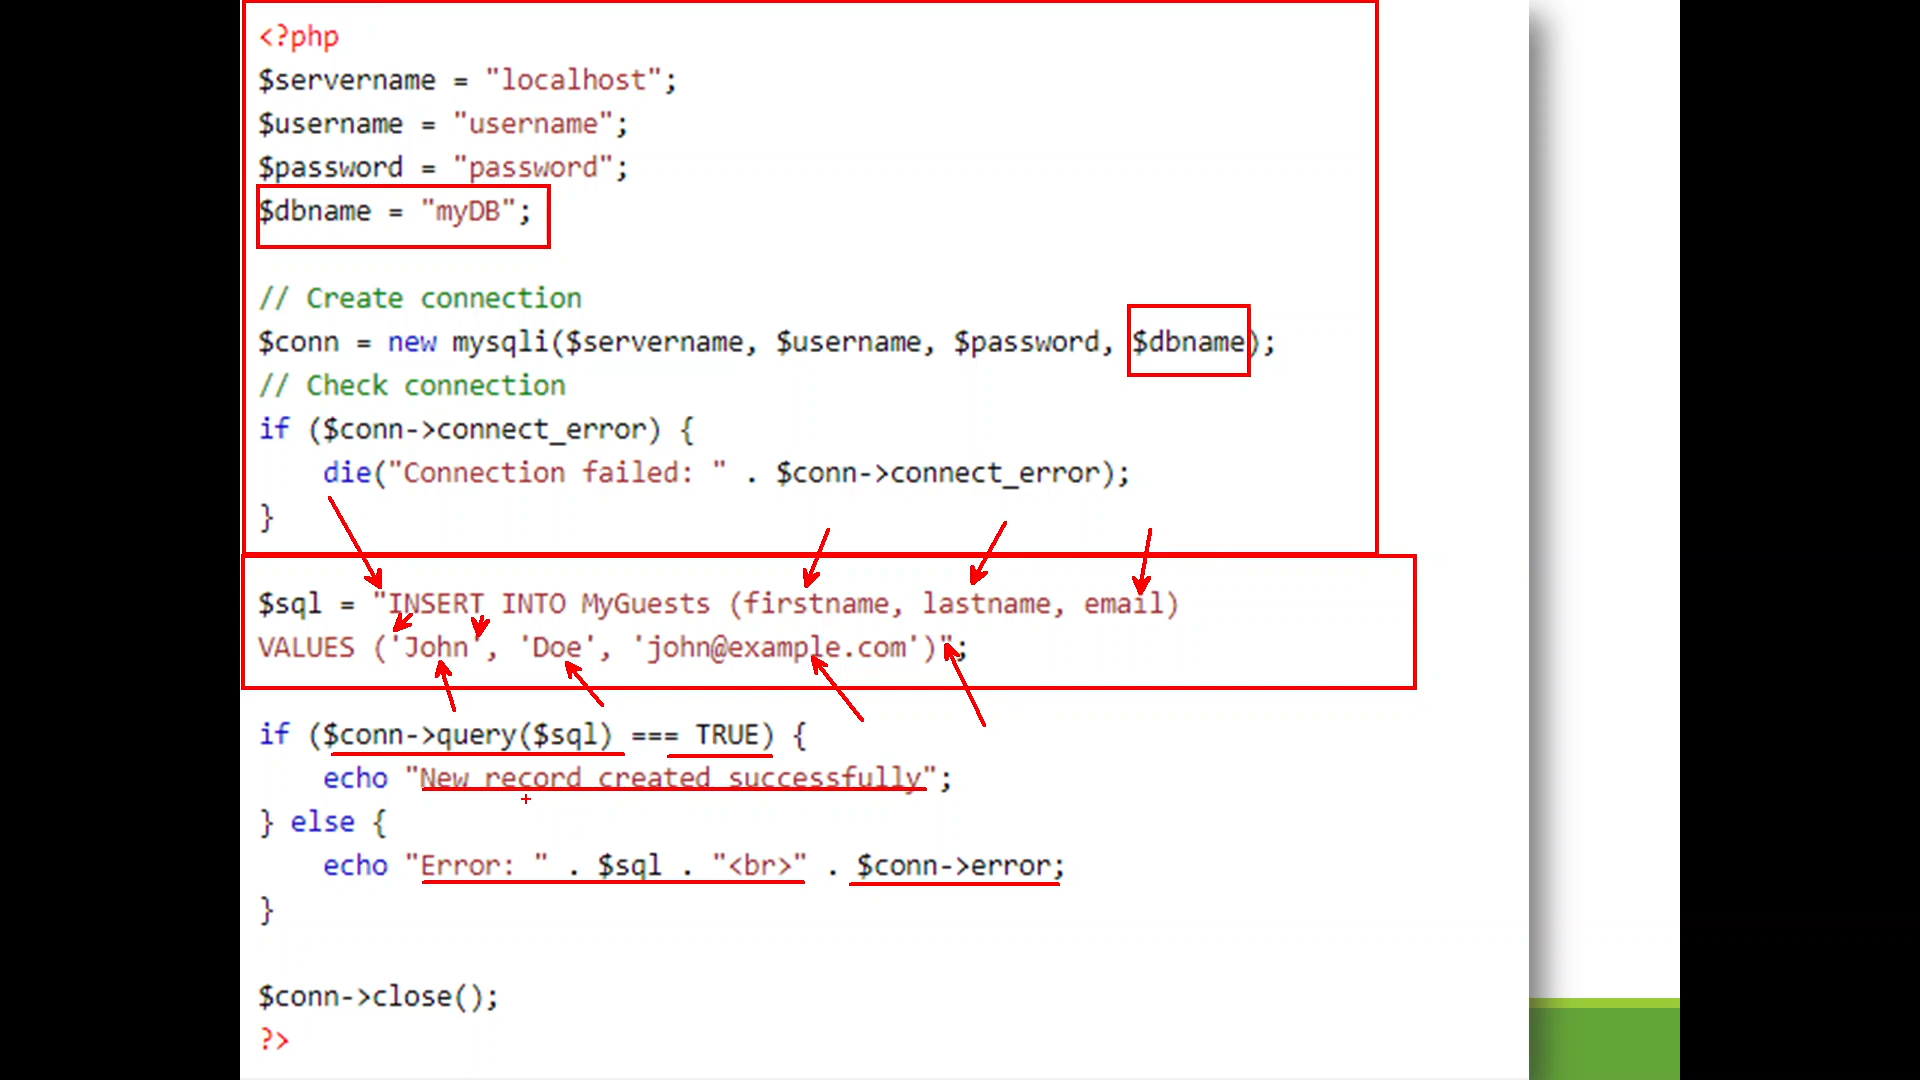 <?php
$servername = "localhost";
$username = "username";
$password = "password";
$dbname = "myDB";
// Create connection
$conn = new mysqli($servername, $username, $password, $dbname);
// Check connection
if ($conn->connect_error) {
    die("Connection failed: " . $conn->connect_error);
}
$sql = "INSERT INTO MyGuests (firstname, lastname, email)
VALUES ('John', 'Doe', 'john@example.com')";
if ($conn->query($sql) === TRUE) {
    echo "New record created successfully";
} else {
    echo "Error: " . $sql . "<br>" . $conn->error;
}
$conn->close();
?>